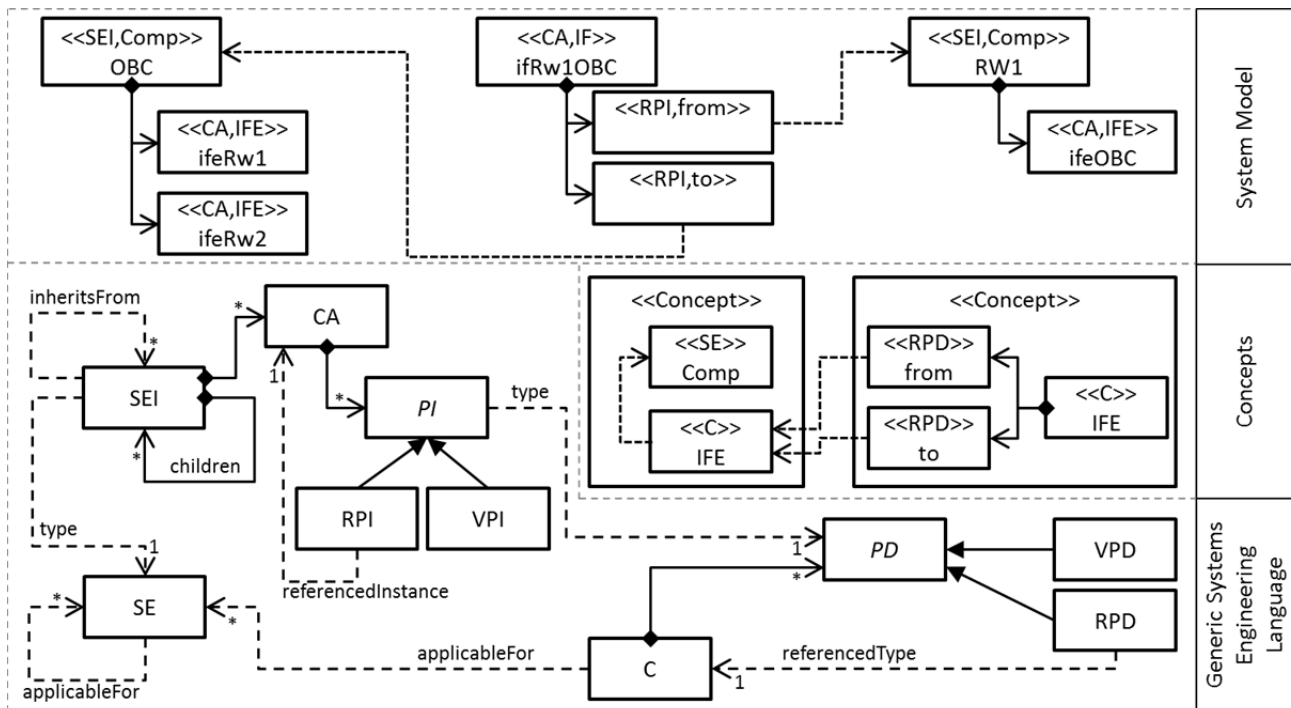 <<SEI,Comp>>
OBC
<<CA,IFE>>
ifeRw1
<<CA,IFE>>
ifeRw2
<<CA,IF>>
ifRw1OBC
<<RPI,from>>
<<RPI,to>>
<<SEI,Comp>>
RW1
<<CA,IFE>>
ifeOBC
System Model
inheritsFrom
*
*
CA
SEI
1
*
PI
type
*
children
RPI
VPI
type
1
referencedInstance
SE
*
*
applicableFor
<<Concept>>
<<SE>>
Comp
<<C>>
IFE
<<Concept>>
<<RPD>>
from
<<RPD>>
to
<<C>>
IFE
Concepts
PD
1
*
VPD
RPD
applicableFor
C
referencedType
1
Generic Systems
Engineering
Language